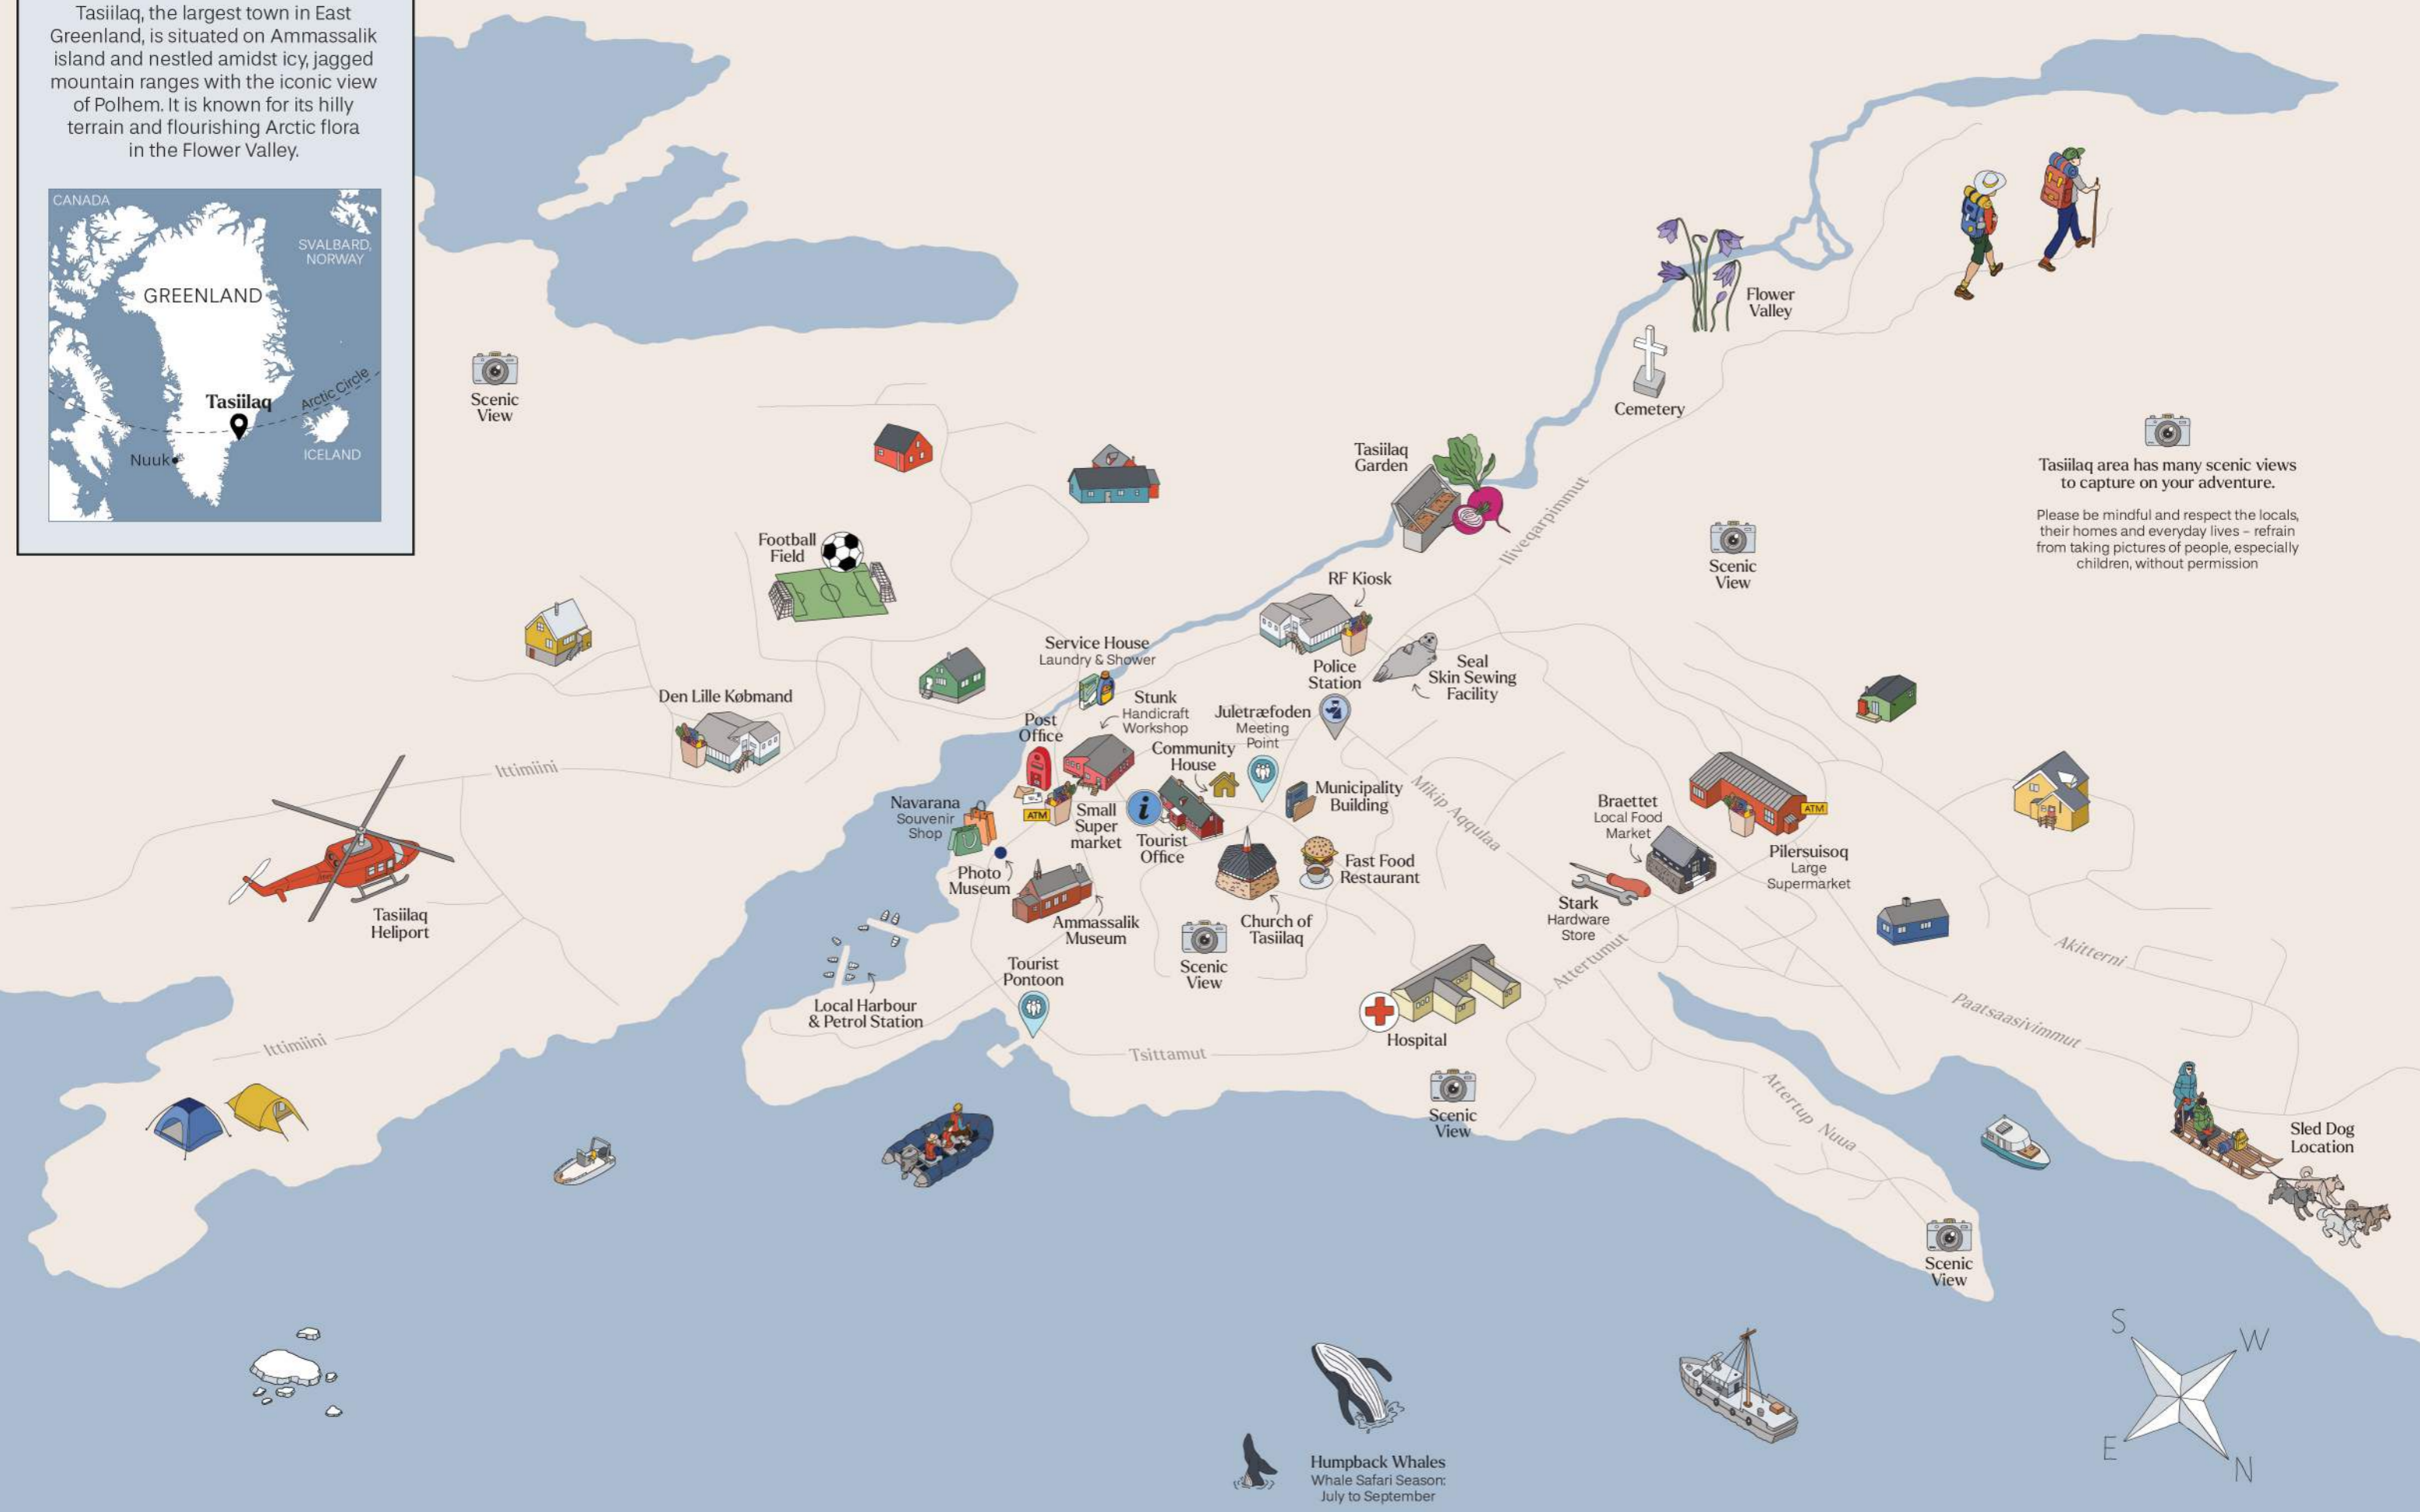 Tasiilaq, the largest town in East
Greenland, is situated on Ammassalik
island and nestled amidst icy, jagged
mountain ranges with the iconic view
of Polhem. It is known for its hilly
terrain and flourishing Arctic flora
in the Flower Valley.
CANADA
SVALBARD,
NORWAY
GREENLAND
Arctic Circle
Tasiilaq
Nuuk
ICELAND
Scenic
View
Flower
Valley
Cemetery
Tasiilaq
Garden
Iliveqarpimmut
Tasiilaq area has many scenic views
to capture on your adventure.
Please be mindful and respect the locals,
their homes and everyday lives – refrain
from taking pictures of people, especially
children, without permission
Scenic
View
Football
Field
RF Kiosk
Service House
Laundry & Shower
Police
Station
Seal
Skin Sewing
Facility
Den Lille Købmand
Stunk
Handicraft
Workshop
Juletræfoden
Meeting
Point
Post
Office
Community
House
Ittimiini
Municipality
Building
Mikip Aqqulaa
Navarana
Souvenir
Shop
ATM
Small
Super
market
i
Tourist
Office
Braettet
Local Food
Market
ATM
Pilersuisoq
Large
Supermarket
Fast Food
Restaurant
Photo
Museum
Tasiilaq
Heliport
Ammassalik
Museum
Church of
Tasiilaq
Stark
Hardware
Store
Attertumut
Akitterni
Scenic
View
Tourist
Pontoon
Local Harbour
& Petrol Station
Paatsaasivimmut
Hospital
Ittimiini
Tsittamut
Scenic
View
Attertup Nuua
Sled Dog
Location
Scenic
View
S
W
E
N
Humpback Whales
Whale Safari Season:
July to September